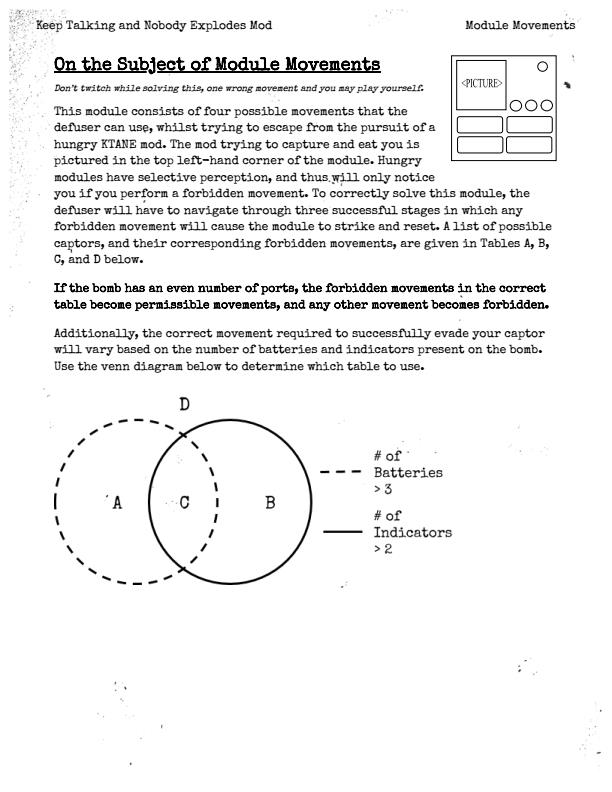 Keep Talking and Nobody Explodes Mod
Module Movements
On the Subject of Module Movements
Don't twitch while solving this, one wrong movement and you may play yourself.
<PICTURE>
This module consists of four possible movements that the
defuser can use, whilst trying to escape from the pursuit of a
hungry KTANE mod. The mod trying to capture and eat you is
pictured in the top left-hand corner of the module. Hungry
modules have selective perception, and thus will only notice
you if you perform a forbidden movement. To correctly solve this module, the
defuser will have to navigate through three successful stages in which any
forbidden movement will cause the module to strike and reset. A list of possible
captors, and their corresponding forbidden movements, are given in Tables A, B,
C, and D below.
If the bomb has an even number of ports, the forbidden movements in the correct
table become permissible movements, and any other movement becomes forbidden.
Additionally, the correct movement required to successfully evade your captor
will vary based on the number of batteries and indicators present on the bomb.
Use the venn diagram below to determine which table to use.
D
A
C
B
# of
Batteries
> 3
# of
Indicators
> 2